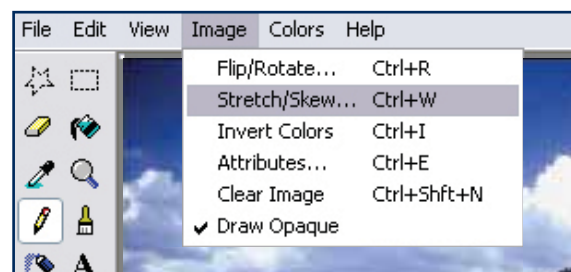 File Edit View Image Colors Help
Flip/Rotate... Ctrl+R
Stretch/Skew... Ctrl+W
Invert Colors Ctrl+I
Attributes... Ctrl+E
Clear Image Ctrl+Shft+N
Draw Opaque
A